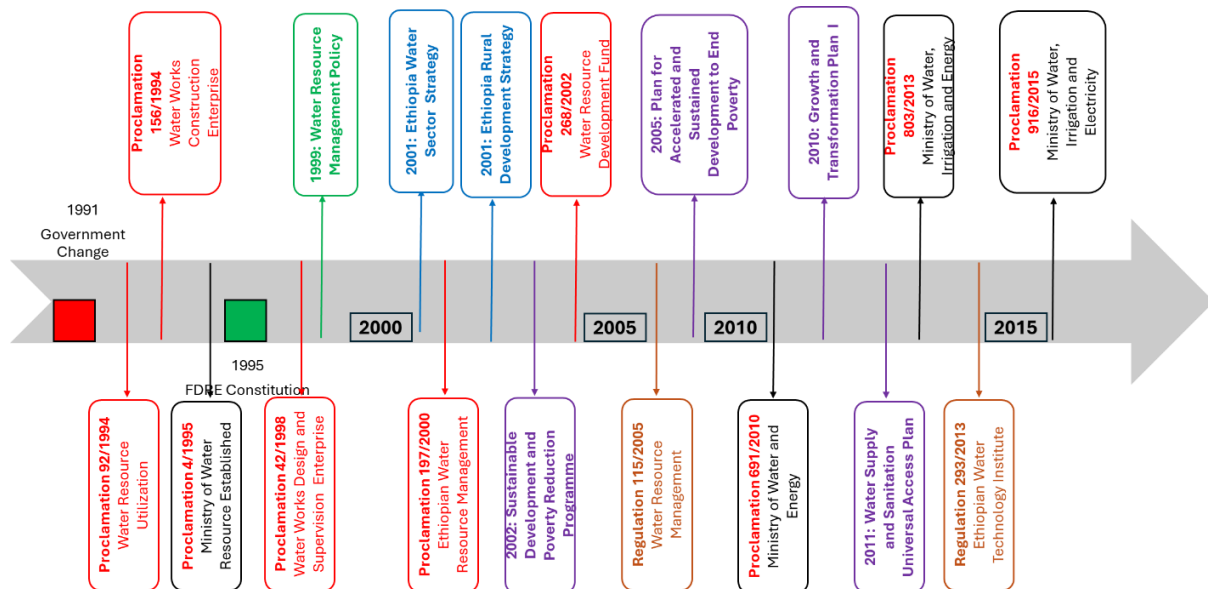 Proclamation
156/1994
Water Works
Construction
Enterprise
1999: Water Resource
Management Policy
2001: Ethiopia Water
Sector Strategy
2001: Ethiopia Rural
Development Strategy
Proclamation
268/2002
Water Resource
Development Fund
2005: Plan for
Accelerated and
Sustained
Development to End
Poverty
2010: Growth and
Transformation Plan I
Proclamation
803/2013
Ministry of Water,
Irrigation and Energy
Proclamation
916/2015
Ministry of Water,
Irrigation and
Electricity
1991
Government
Change
2000
2005
2010
2015
1995
FDRE Constitution
Proclamation 92/1994
Water Resource
Utilization
Proclamation 4/1995
Ministry of Water
Resource Established
Proclamation 42/1998
Water Works Design and
Supervision Enterprise
Proclamation 197/2000
Ethiopian Water
Resource Management
2002: Sustainable
Development and
Poverty Reduction
Programme
Regulation 115/2005
Water Resource
Management
Proclamation 691/2010
Ministry of Water and
Energy
2011: Water Supply
and Sanitation
Universal Access Plan
Regulation 293/2013
Ethiopian Water
Technology Institute